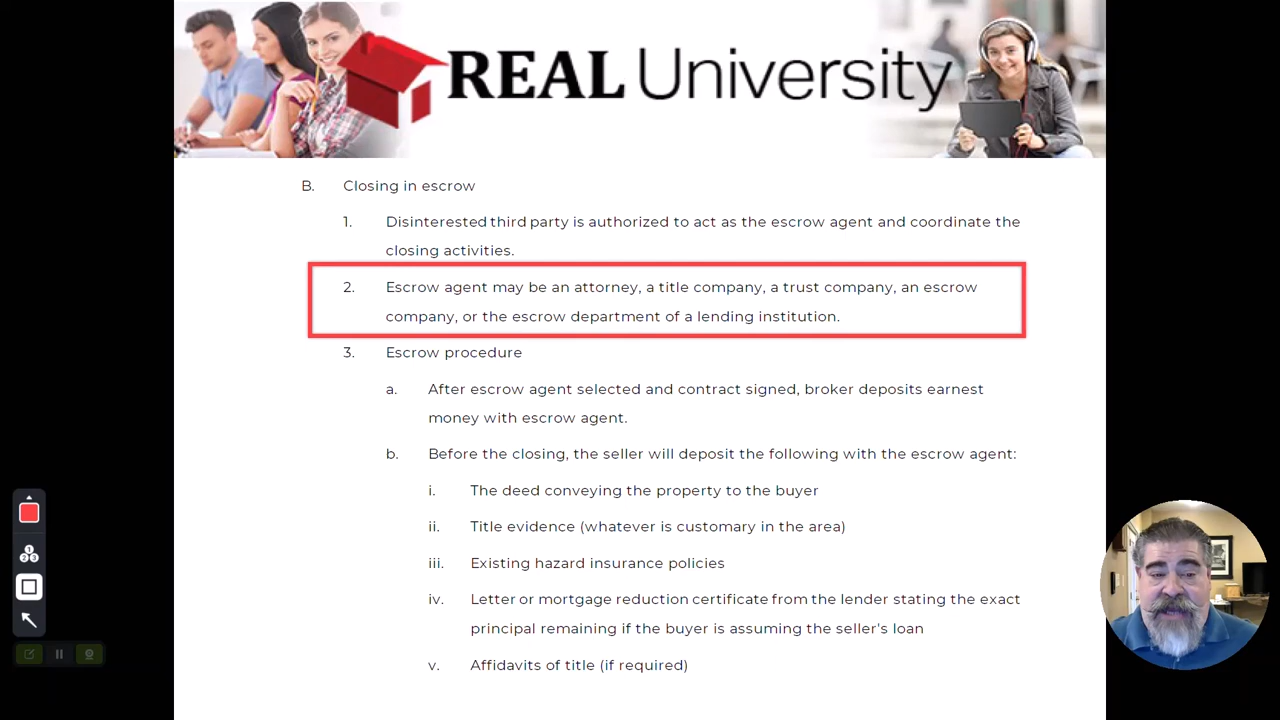 REAL University
B. Closing in escrow
1. Disinterested third party is authorized to act as the escrow agent and coordinate the
closing activities.
2. Escrow agent may be an attorney, a title company, a trust company, an escrow
company, or the escrow department of a lending institution.
3. Escrow procedure
a. After escrow agent selected and contract signed, broker deposits earnest
money with escrow agent.
b. Before the closing, the seller will deposit the following with the escrow agent:
i. The deed conveying the property to the buyer
ii. Title evidence (whatever is customary in the area)
iii. Existing hazard insurance policies
iv. Letter or mortgage reduction certificate from the lender stating the exact
principal remaining if the buyer is assuming the seller's loan
v. Affidavits of title (if required)